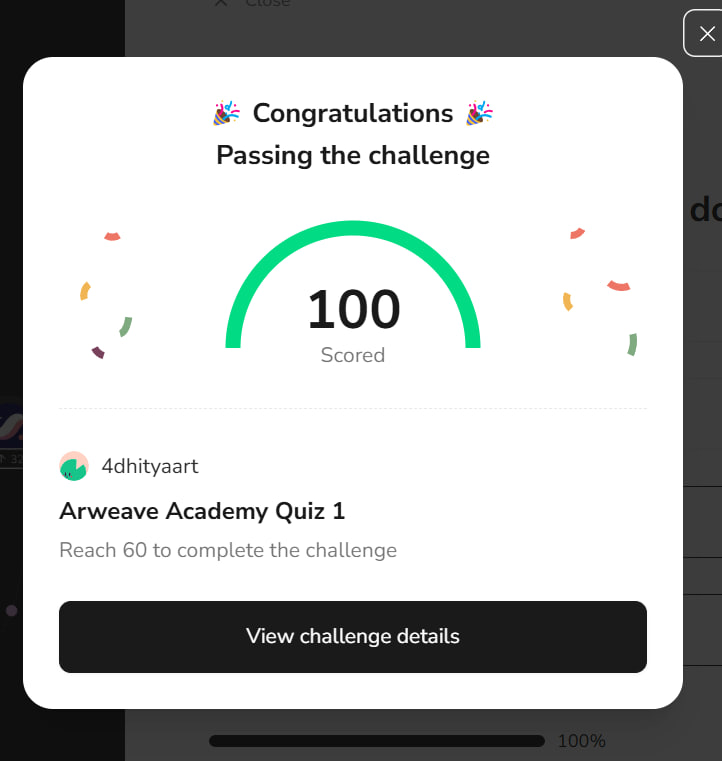 Close
Congratulations
Passing the challenge
100
Scored
4dhityaart
Arweave Academy Quiz 1
Reach 60 to complete the challenge
View challenge details
100%